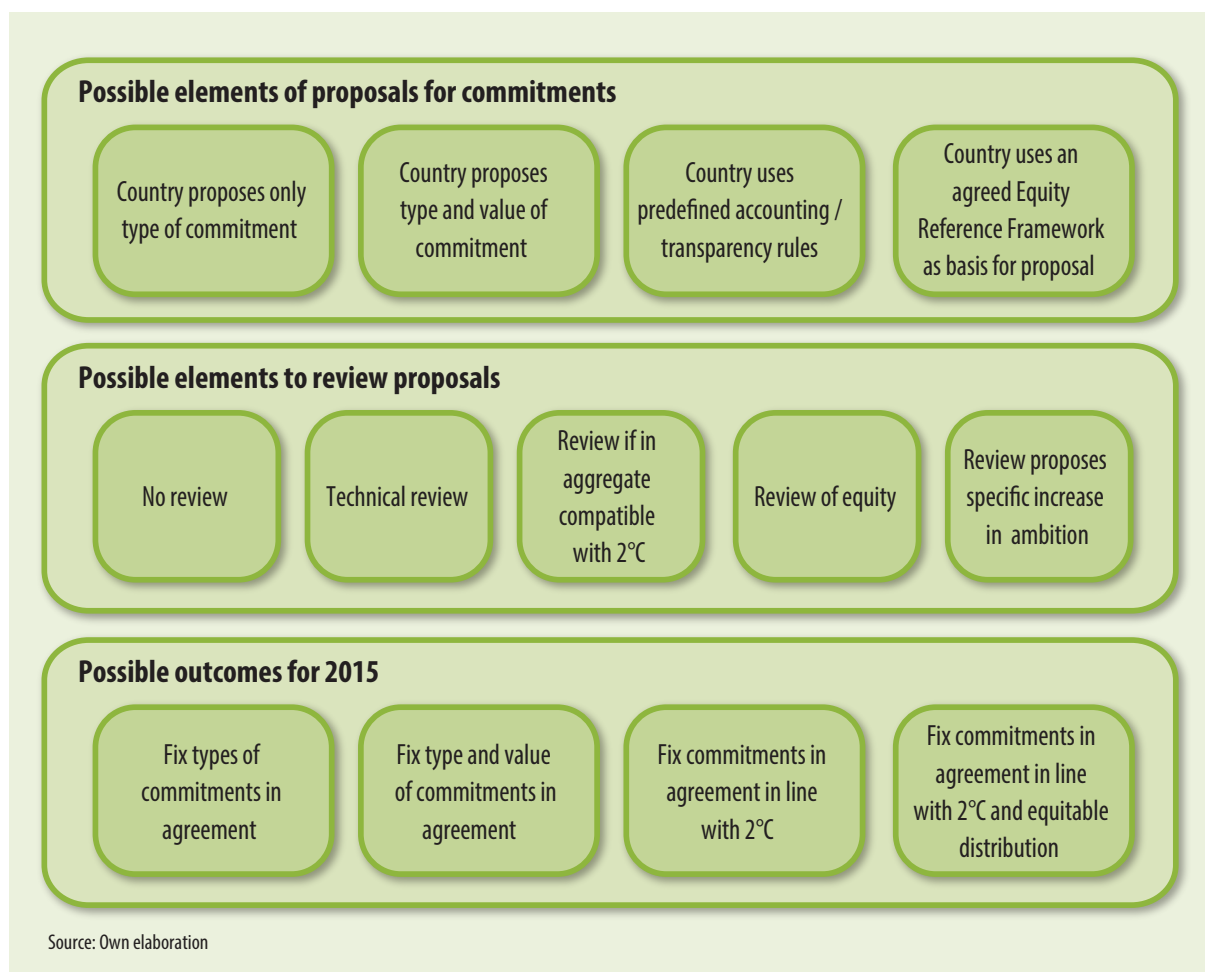 Possible elements of proposals for commitments
Country proposes only
type of commitment
Country proposes
type and value of
commitment
Country uses
predefined accounting /
transparency rules
Country uses an
agreed Equity
Reference Framework
as basis for proposal
Possible elements to review proposals
No review
Technical review
Review if in
aggregate
compatible
with 2°C
Review of equity
Review proposes
specific increase
in ambition
Possible outcomes for 2015
Fix types of
commitments in
agreement
Fix type and value
of commitments in
agreement
Fix commitments in
agreement in line
with 2°C
Fix commitments in
agreement in line
with 2°C and equitable
distribution
Source: Own elaboration